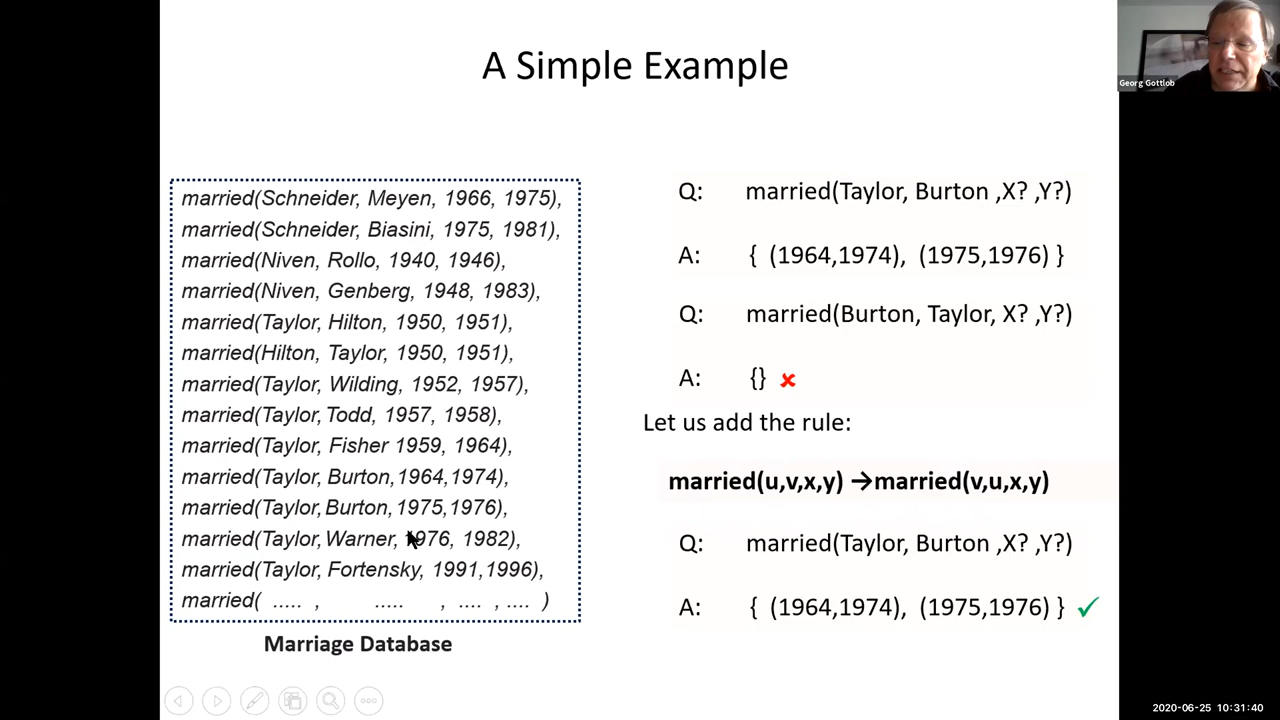 A Simple Example
Georg Gottlob
married(Schneider, Meyen, 1966, 1975),
married(Schneider, Biasini, 1975, 1981),
married(Niven, Rollo, 1940, 1946),
married(Niven, Genberg, 1948, 1983),
married(Taylor, Hilton, 1950, 1951),
married(Hilton, Taylor, 1950, 1951),
married(Taylor, Wilding, 1952, 1957),
married(Taylor, Todd, 1957, 1958),
married(Taylor, Fisher 1959, 1964),
married(Taylor, Burton,1964,1974),
married(Taylor, Burton, 1975,1976),
married(Taylor, Warner, 1976, 1982),
married(Taylor, Fortensky, 1991,1996),
married( ..... , ..... , .... , .... )
Marriage Database
Q: married(Taylor, Burton ,X? ,Y?)
A: { (1964,1974), (1975,1976) }
Q: married(Burton, Taylor, X? ,Y?)
A: {} ✘
Let us add the rule:
married(u,v,x,y) →married(v,u,x,y)
Q: married(Taylor, Burton ,X? ,Y?)
A: { (1964,1974), (1975,1976) } ✓
2020-06-25 10:31:40